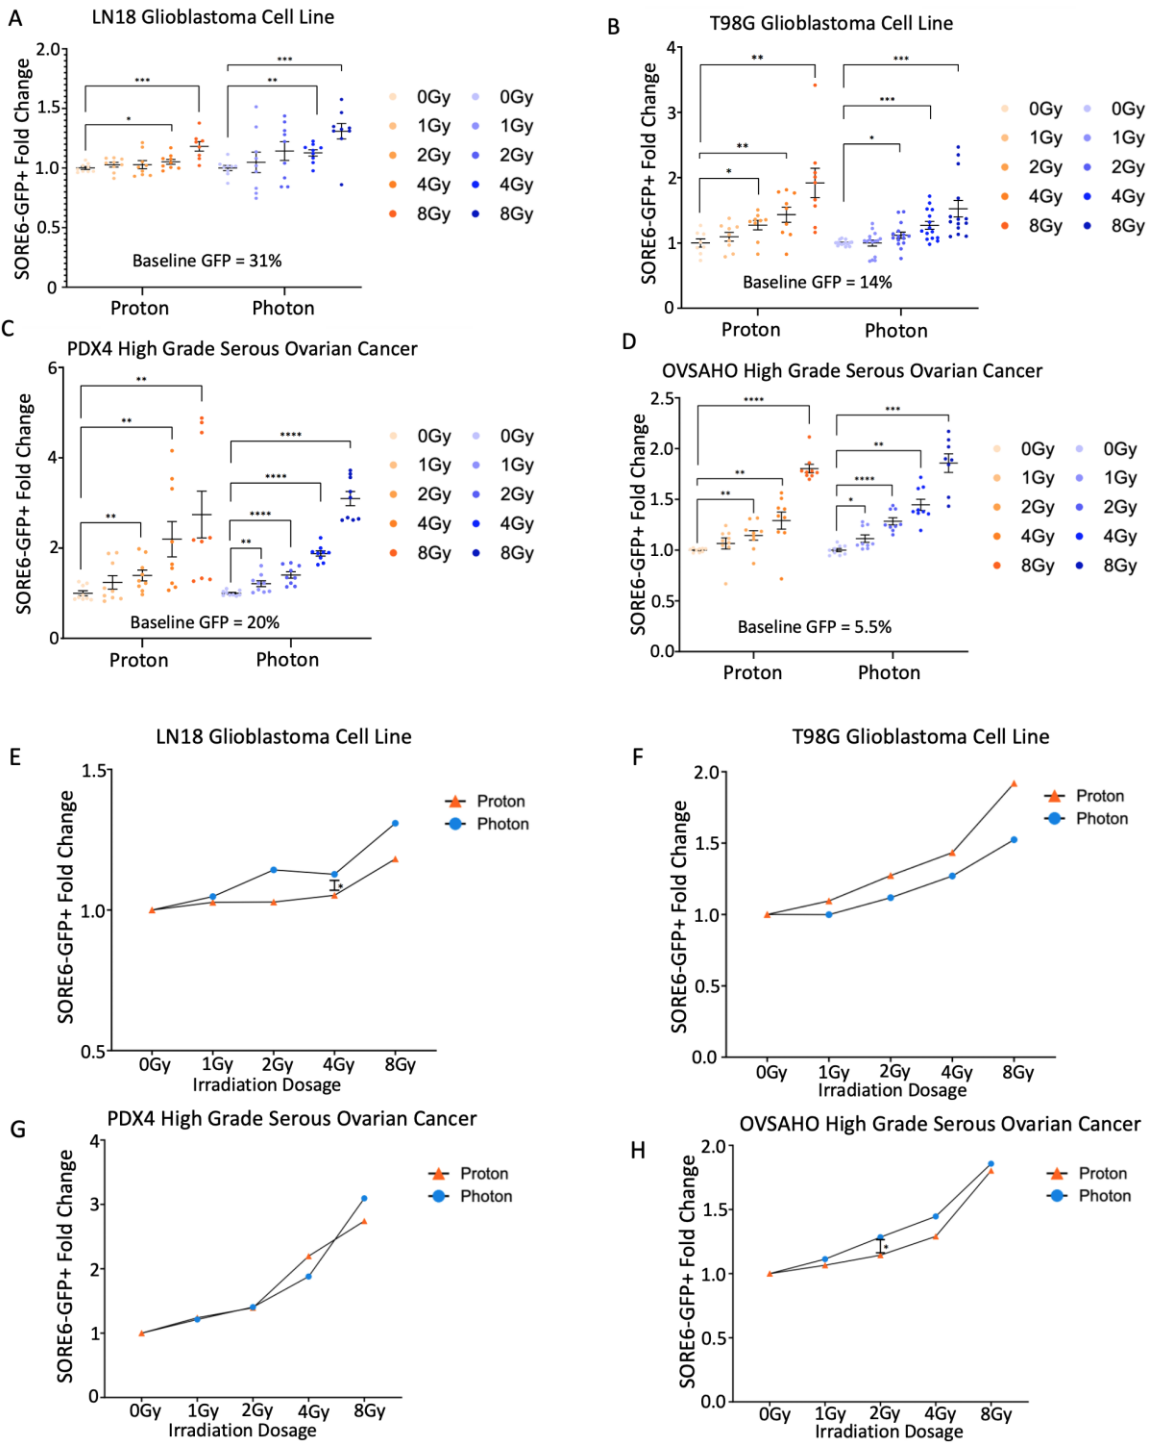 A
LN18 Glioblastoma Cell Line
SORE6-GFP+ Fold Change
2.0
1.5
1.0
0.5
0
***
*
***
**
Baseline GFP = 31%
Proton
Photon
0Gy 0Gy
1Gy 1Gy
2Gy 2Gy
4Gy 4Gy
8Gy 8Gy
B
T98G Glioblastoma Cell Line
SORE6-GFP+ Fold Change
4
3
2
1
0
**
**
*
***
***
*
Baseline GFP = 14%
Proton
Photon
0Gy 0Gy
1Gy 1Gy
2Gy 2Gy
4Gy 4Gy
8Gy 8Gy
C
PDX4 High Grade Serous Ovarian Cancer
SORE6-GFP+ Fold Change
6
4
2
0
**
**
**
****
****
****
**
Baseline GFP = 20%
Proton
Photon
0Gy 0Gy
1Gy 1Gy
2Gy 2Gy
4Gy 4Gy
8Gy 8Gy
D
OVSAHO High Grade Serous Ovarian Cancer
SORE6-GFP+ Fold Change
2.5
2.0
1.5
1.0
0.5
0.0
****
**
**
***
**
****
*
Baseline GFP = 5.5%
Proton
Photon
0Gy 0Gy
1Gy 1Gy
2Gy 2Gy
4Gy 4Gy
8Gy 8Gy
E
LN18 Glioblastoma Cell Line
SORE6-GFP+ Fold Change
1.5
1.0
0.5
*
Proton
Photon
0Gy 1Gy 2Gy 4Gy 8Gy
Irradiation Dosage
F
T98G Glioblastoma Cell Line
SORE6-GFP+ Fold Change
2.0
1.5
1.0
0.5
0.0
Proton
Photon
0Gy 1Gy 2Gy 4Gy 8Gy
Irradiation Dosage
G
PDX4 High Grade Serous Ovarian Cancer
SORE6-GFP+ Fold Change
4
3
2
1
0
Proton
Photon
0Gy 1Gy 2Gy 4Gy 8Gy
Irradiation Dosage
H
OVSAHO High Grade Serous Ovarian Cancer
SORE6-GFP+ Fold Change
2.0
1.5
1.0
0.5
0.0
*
Proton
Photon
0Gy 1Gy 2Gy 4Gy 8Gy
Irradiation Dosage